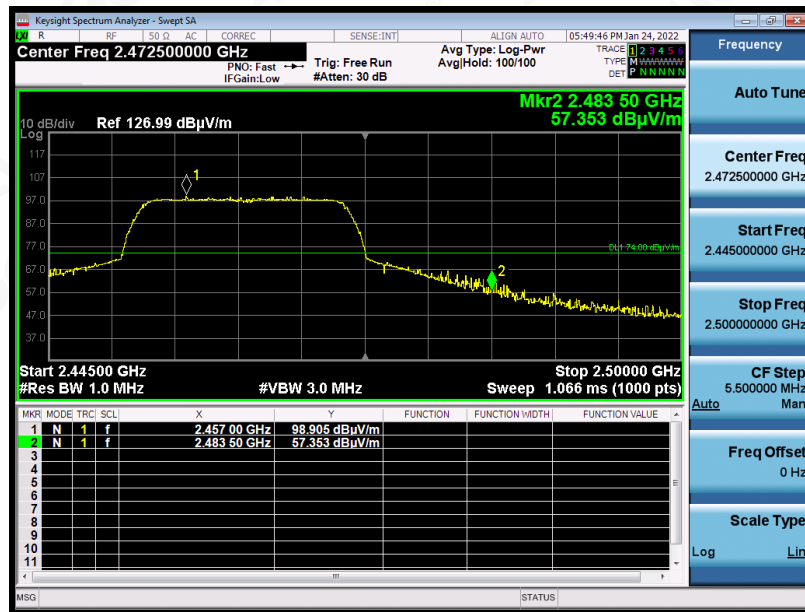 Keysight Spectrum Analyzer - Swept SA
LXI R RF 50 Ω AC CORREC SENSE:INT ALIGN AUTO 05:49:46 PM Jan 24, 2022
Center Freq 2.472500000 GHz
PNO: Fast
IFGain:Low
Trig: Free Run
#Atten: 30 dB
Avg Type: Log-Pwr
Avg|Hold: 100/100
TRACE 1 2 3 4 5 6
TYPE M W W W W W
DET P N N N N N
Mkr2 2.483 50 GHz
57.353 dBμV/m
10 dB/div Ref 126.99 dBμV/m
Log
117
107
97.0
87.0
77.0
67.0
57.0
47.0
37.0
1
2
DL1 74.00 dBμV/m
Start 2.44500 GHz Stop 2.50000 GHz
#Res BW 1.0 MHz #VBW 3.0 MHz Sweep 1.066 ms (1000 pts)
MKR MODE TRC SCL X Y FUNCTION FUNCTION WIDTH FUNCTION VALUE
1 N 1 f 2.457 00 GHz 98.905 dBμV/m
2 N 1 f 2.483 50 GHz 57.353 dBμV/m
3
4
5
6
7
8
9
10
11
MSG STATUS
Frequency
Auto Tune
Center Freq
2.472500000 GHz
Start Freq
2.445000000 GHz
Stop Freq
2.500000000 GHz
CF Step
5.500000 MHz
Auto Man
Freq Offset
0 Hz
Scale Type
Log Lin